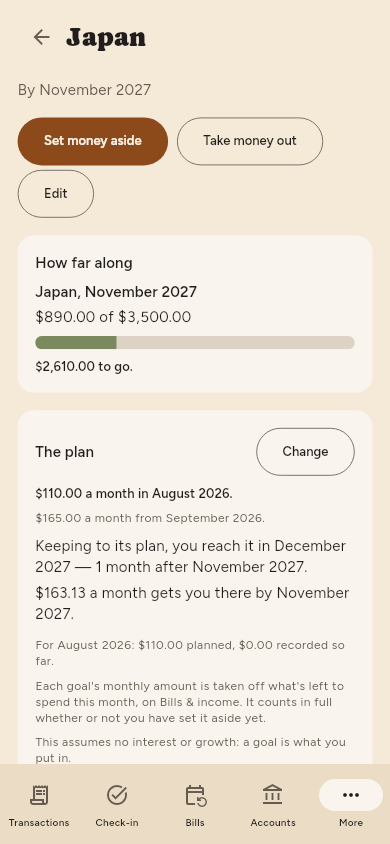 Japan
By November 2027
Set money aside
Take money out
Edit
How far along
Japan, November 2027
$890.00 of $3,500.00
$2,610.00 to go.
The plan
Change
$110.00 a month in August 2026.
$165.00 a month from September 2026.
Keeping to its plan, you reach it in December
2027 — 1 month after November 2027.
$163.13 a month gets you there by November
2027.
For August 2026: $110.00 planned, $0.00 recorded so
far.
Each goal's monthly amount is taken off what's left to
spend this month, on Bills & income. It counts in full
whether or not you have set it aside yet.
This assumes no interest or growth: a goal is what you
put in.
Transactions
Check-in
Bills
Accounts
More